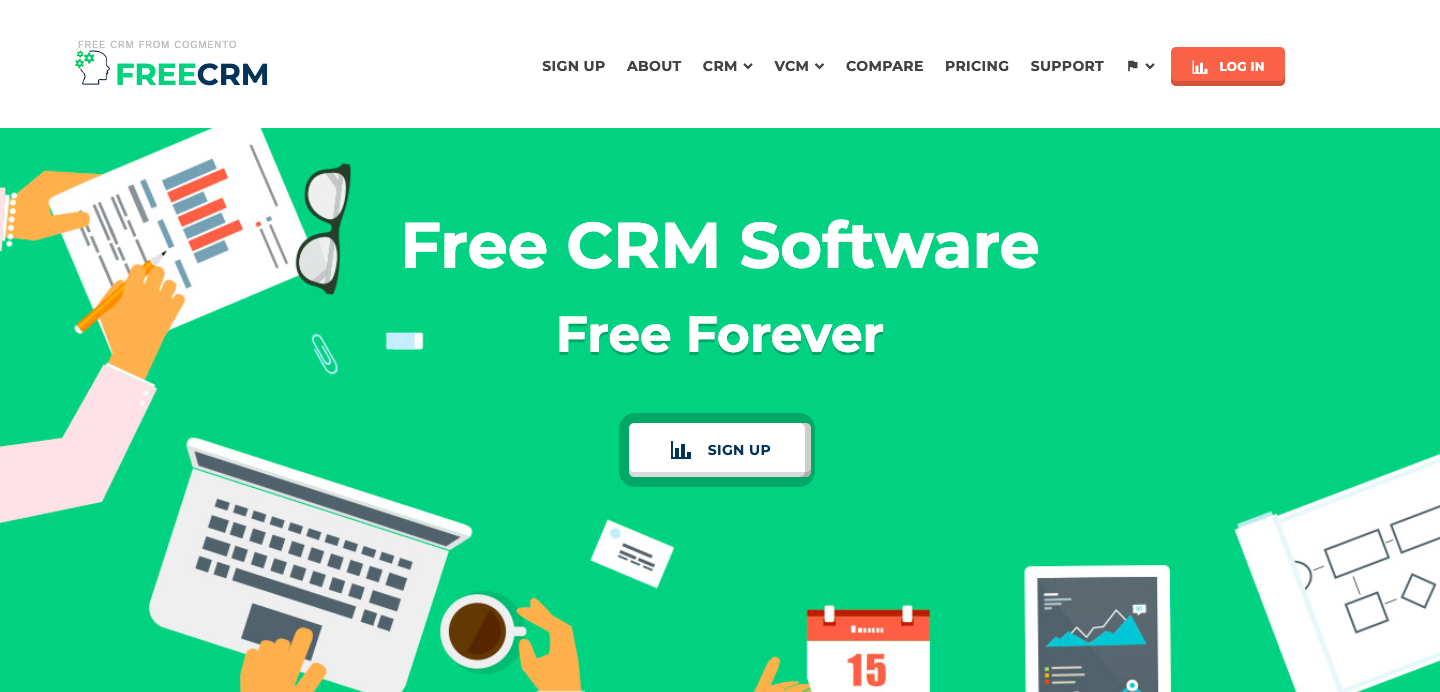 FREE CRM FROM COGMENTO
FREECRM
SIGN UP ABOUT CRM VCM COMPARE PRICING SUPPORT LOG IN
Free CRM Software
Free Forever
SIGN UP
15